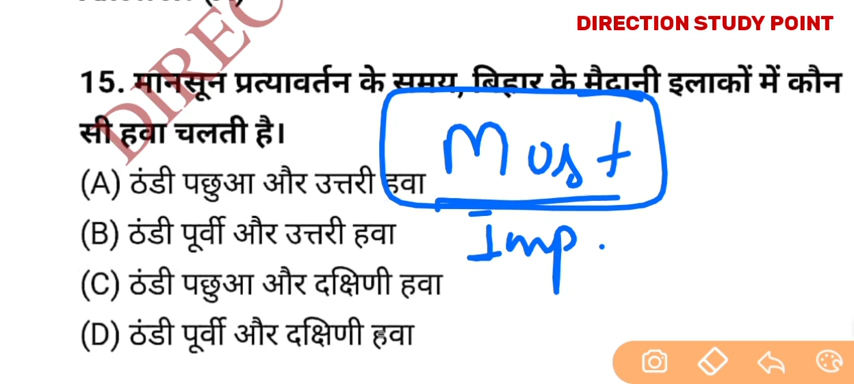 DIRECTION STUDY POINT
15. मानसून प्रत्यावर्तन के समय, बिहार के मैदानी इलाकों में कौन
सी हवा चलती है।
(A) ठंडी पछुआ और उत्तरी हवा
Most
(B) ठंडी पूर्वी और उत्तरी हवा
Imp.
(C) ठंडी पछुआ और दक्षिणी हवा
(D) ठंडी पूर्वी और दक्षिणी हवा
DIREC